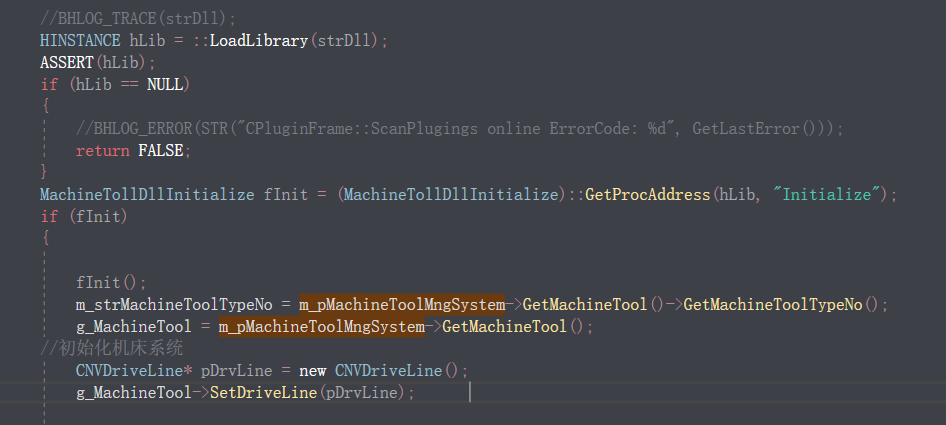 //BHLOG_TRACE(strDll);
HINSTANCE hLib = ::LoadLibrary(strDll);
ASSERT(hLib);
if (hLib == NULL)
{
//BHLOG_ERROR(STR("CPluginFrame::ScanPlugings online ErrorCode: %d", GetLastError()));
return FALSE;
}
MachineTollDllInitialize fInit = (MachineTollDllInitialize)::GetProcAddress(hLib, "Initialize");
if (fInit)
{
fInit();
m_strMachineToolTypeNo = m_pMachineToolMngSystem->GetMachineTool()->GetMachineToolTypeNo();
g_MachineTool = m_pMachineToolMngSystem->GetMachineTool();
//初始化机床系统
CNVDriveLine* pDrvLine = new CNVDriveLine();
g_MachineTool->SetDriveLine(pDrvLine);